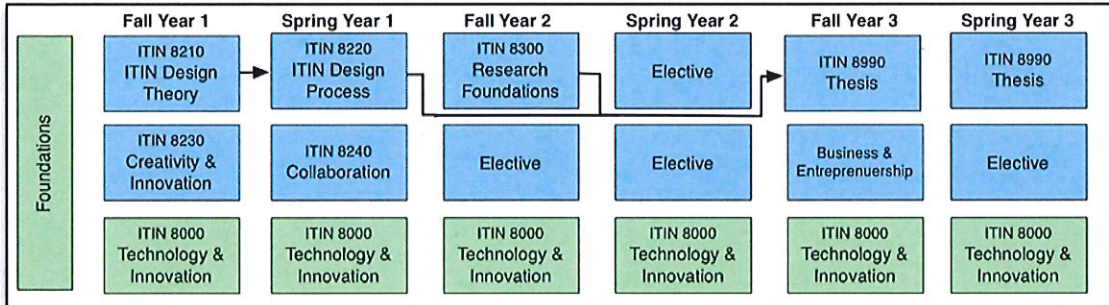 Fall Year 1
Spring Year 1
Fall Year 2
Spring Year 2
Fall Year 3
Spring Year 3
Foundations
ITIN 8210
ITIN Design
Theory
ITIN 8220
ITIN Design
Process
ITIN 8300
Research
Foundations
Elective
ITIN 8990
Thesis
ITIN 8990
Thesis
ITIN 8230
Creativity &
Innovation
ITIN 8240
Collaboration
Elective
Elective
Business &
Entreprenuership
Elective
ITIN 8000
Technology &
Innovation
ITIN 8000
Technology &
Innovation
ITIN 8000
Technology &
Innovation
ITIN 8000
Technology &
Innovation
ITIN 8000
Technology &
Innovation
ITIN 8000
Technology &
Innovation